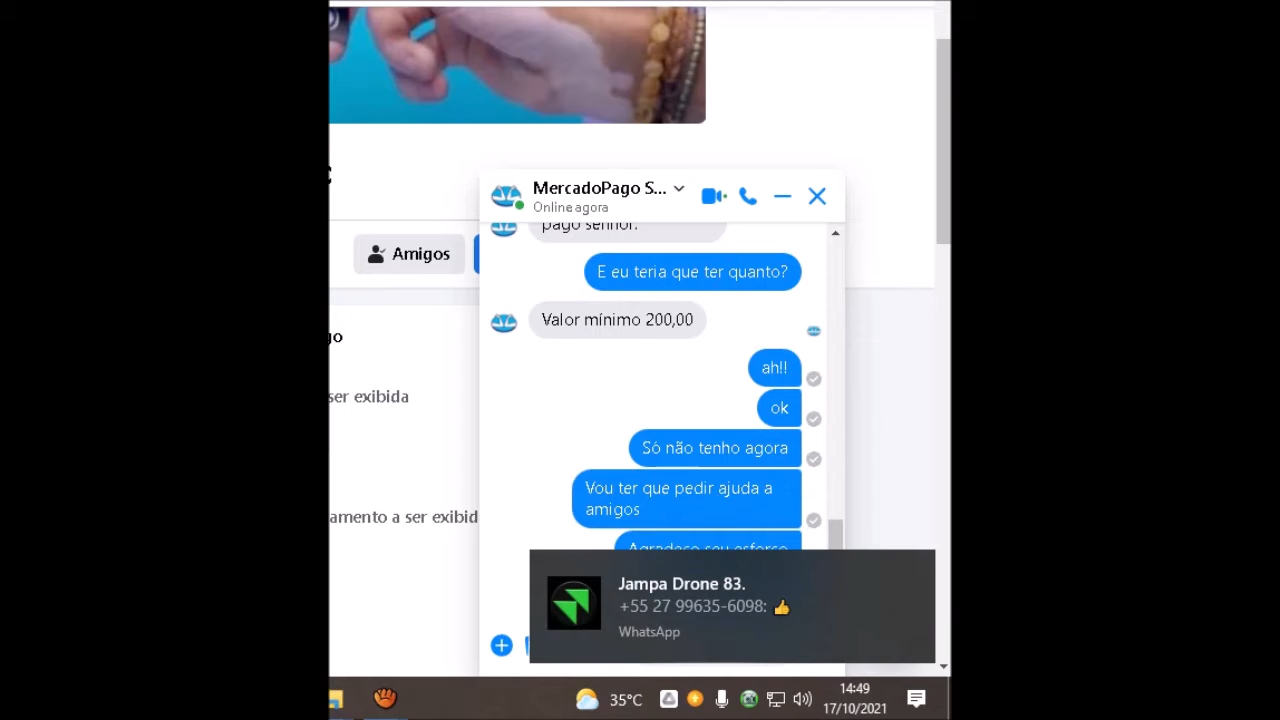 MercadoPago S...
Online agora
pago senhor.
Amigos
E eu teria que ter quanto?
Valor mínimo 200,00
go
ah!!
ser exibida
ok
Só não tenho agora
Vou ter que pedir ajuda a
amigos
amento a ser exibid
Agradeço seu esforço
Jampa Drone 83.
+55 27 99635-6098: 👍
WhatsApp
35°C
14:49
17/10/2021